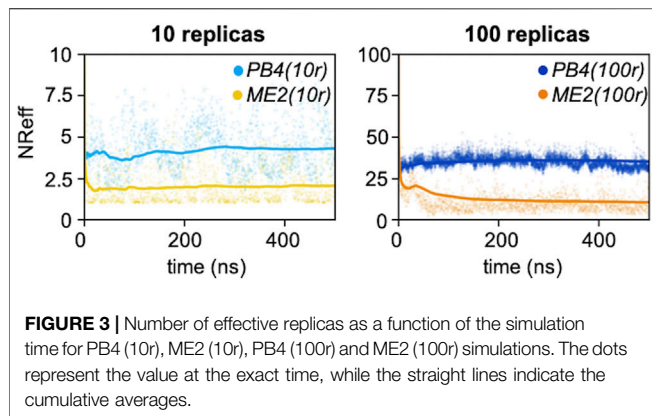 10 replicas
100 replicas
NReff
10
7.5
5
2.5
0
PB4(10r)
ME2(10r)
0
200
400
time (ns)
100
75
50
25
0
PB4(100r)
ME2(100r)
0
200
400
time (ns)
FIGURE 3 | Number of effective replicas as a function of the simulation
time for PB4 (10r), ME2 (10r), PB4 (100r) and ME2 (100r) simulations. The dots
represent the value at the exact time, while the straight lines indicate the
cumulative averages.